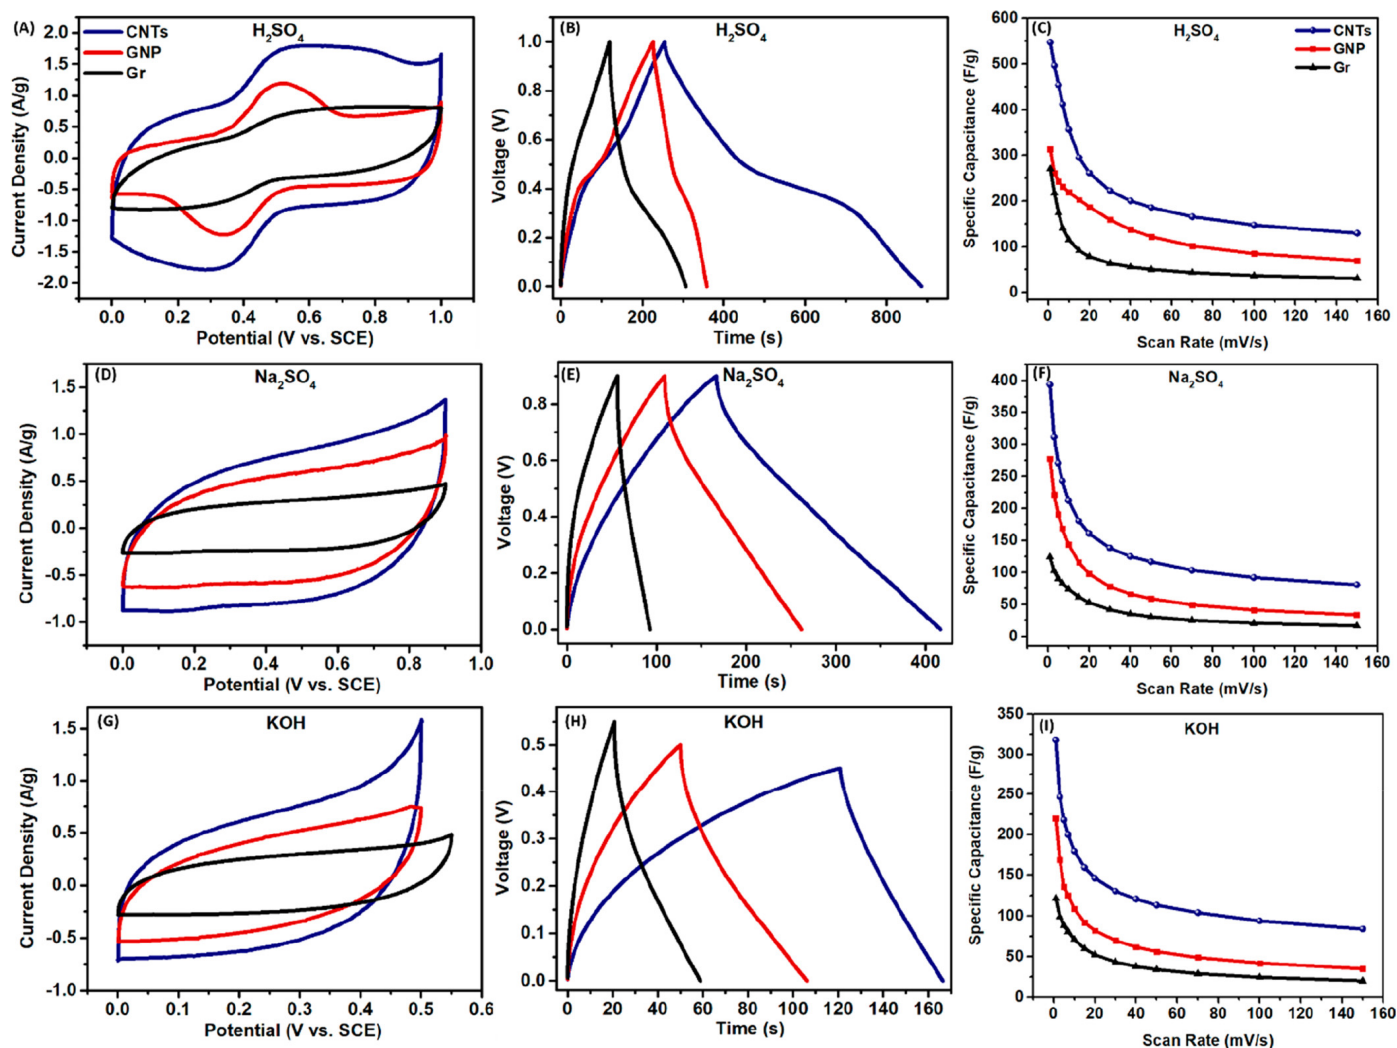 (A)
H₂SO₄
CNTs
GNP
Gr
Current Density (A/g)
2.0
1.5
1.0
0.5
0.0
-0.5
-1.0
-1.5
-2.0
0.0 0.2 0.4 0.6 0.8 1.0
Potential (V vs. SCE)
(B)
H₂SO₄
Voltage (V)
1.0
0.8
0.6
0.4
0.2
0.0
0 200 400 600 800
Time (s)
(C)
H₂SO₄
CNTs
GNP
Gr
Specific Capacitance (F/g)
600
550
500
450
300
250
200
150
100
50
0
0 20 40 60 80 100 120 140 160
Scan Rate (mV/s)
(D)
Na₂SO₄
Current Density (A/g)
1.5
1.0
0.5
0.0
-0.5
-1.0
0.0 0.2 0.4 0.6 0.8 1.0
Potential (V vs. SCE)
(E)
Na₂SO₄
Voltage (V)
0.8
0.6
0.4
0.2
0.0
0 100 200 300 400
Time (s)
(F)
Na₂SO₄
Specific Capacitance (F/g)
400
350
300
250
200
150
100
50
0
0 20 40 60 80 100 120 140 160
Scan Rate (mV/s)
(G)
KOH
Current Density (A/g)
1.5
1.0
0.5
0.0
-0.5
-1.0
0.0 0.1 0.2 0.3 0.4 0.5 0.6
Potential (V vs. SCE)
(H)
KOH
Voltage (V)
0.5
0.4
0.3
0.2
0.1
0.0
0 20 40 60 80 100 120 140 160
Time (s)
(I)
KOH
Specific Capacitance (F/g)
350
300
250
200
150
100
50
0
0 20 40 60 80 100 120 140 160
Scan Rate (mV/s)